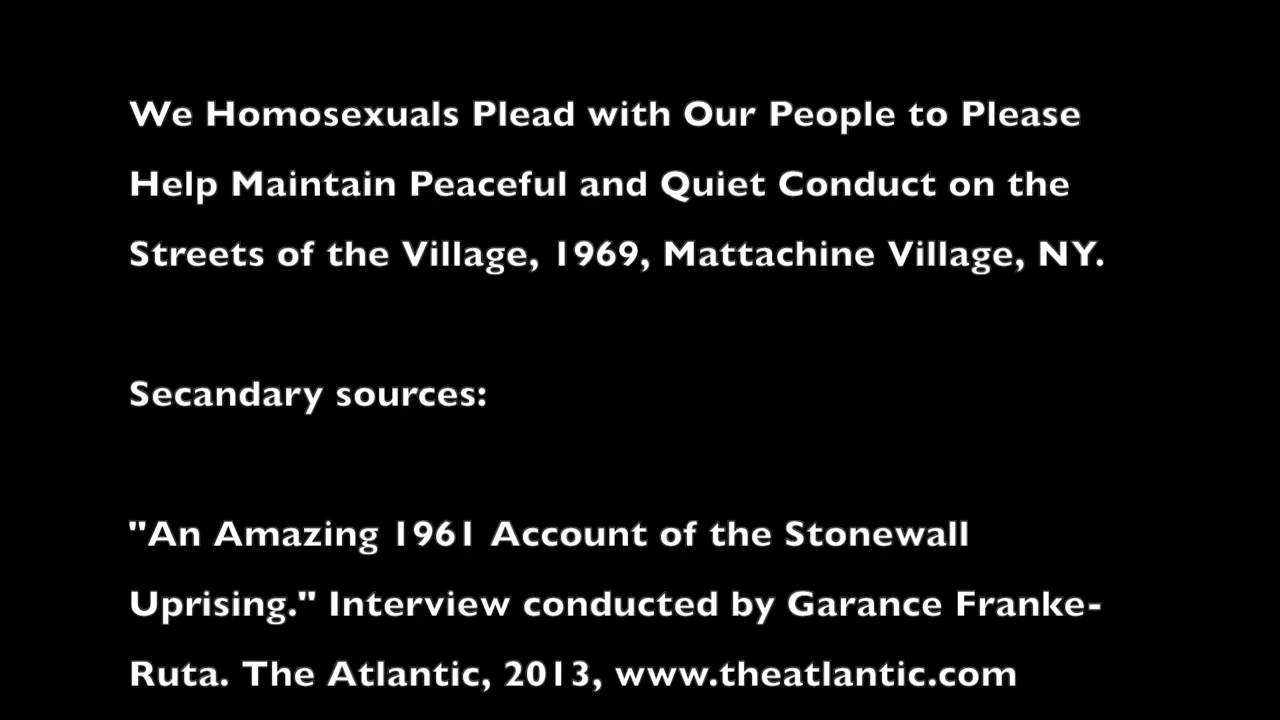 We Homosexuals Plead with Our People to Please
Help Maintain Peaceful and Quiet Conduct on the
Streets of the Village, 1969, Mattachine Village, NY.
Secandary sources:
"An Amazing 1961 Account of the Stonewall
Uprising." Interview conducted by Garance Franke-
Ruta. The Atlantic, 2013, www.theatlantic.com